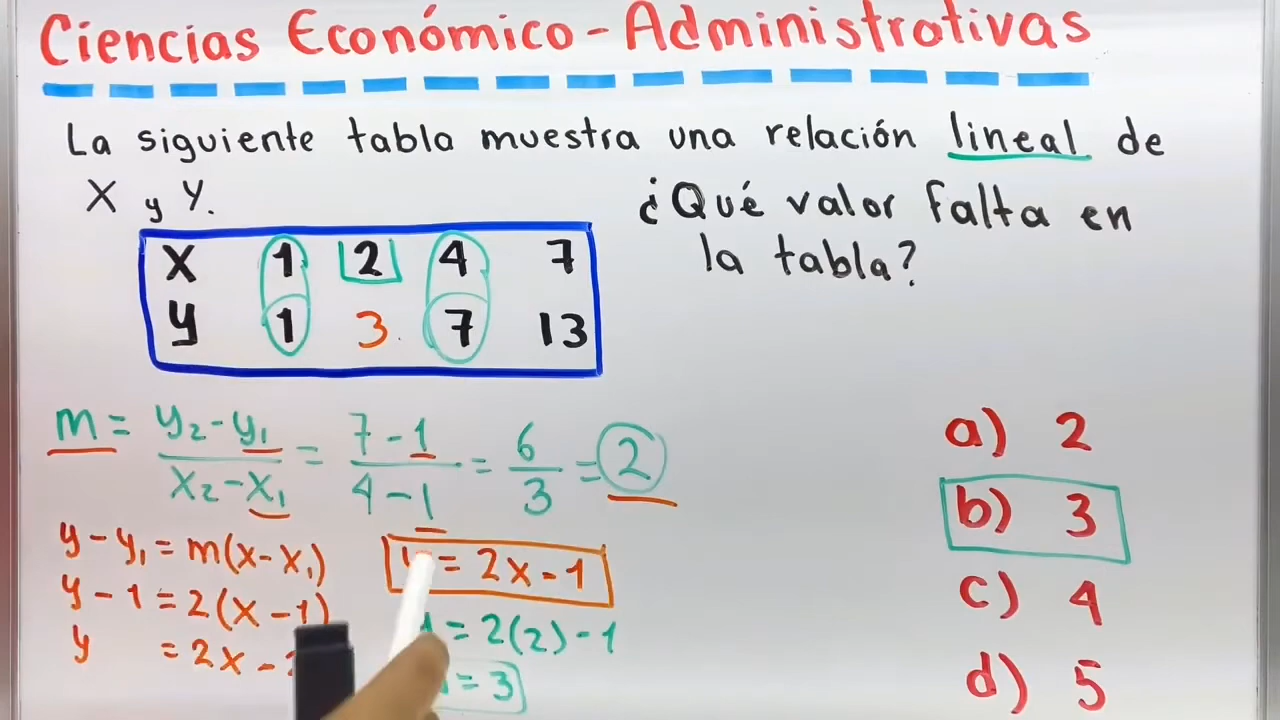 Ciencias Económico - Administrativas
La siguiente tabla muestra una relación lineal de
X y Y.
¿Qué valor falta en
la tabla?
X 1 2 4 7
y 1 3 7 13
m = y₂ - y₁ / x₂ - x₁ = 7 - 1 / 4 - 1 = 6 / 3 = 2
y - y₁ = m(x - x₁)
y - 1 = 2(x - 1)
y = 2x -
y = 2x - 1
= 2(2) - 1
= 3
a) 2
b) 3
c) 4
d) 5